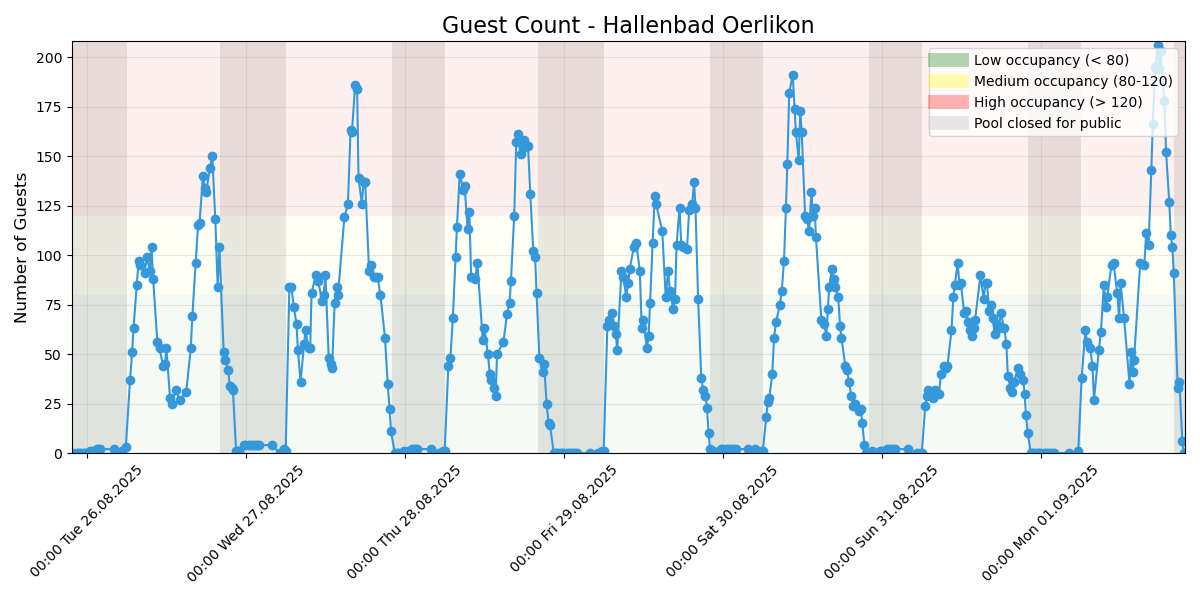 Guest Count - Hallenbad Oerlikon
Number of Guests
200
175
150
125
100
75
50
25
0
Low occupancy (< 80)
Medium occupancy (80-120)
High occupancy (> 120)
Pool closed for public
00:00 Tue 26.08.2025
00:00 Wed 27.08.2025
00:00 Thu 28.08.2025
00:00 Fri 29.08.2025
00:00 Sat 30.08.2025
00:00 Sun 31.08.2025
00:00 Mon 01.09.2025